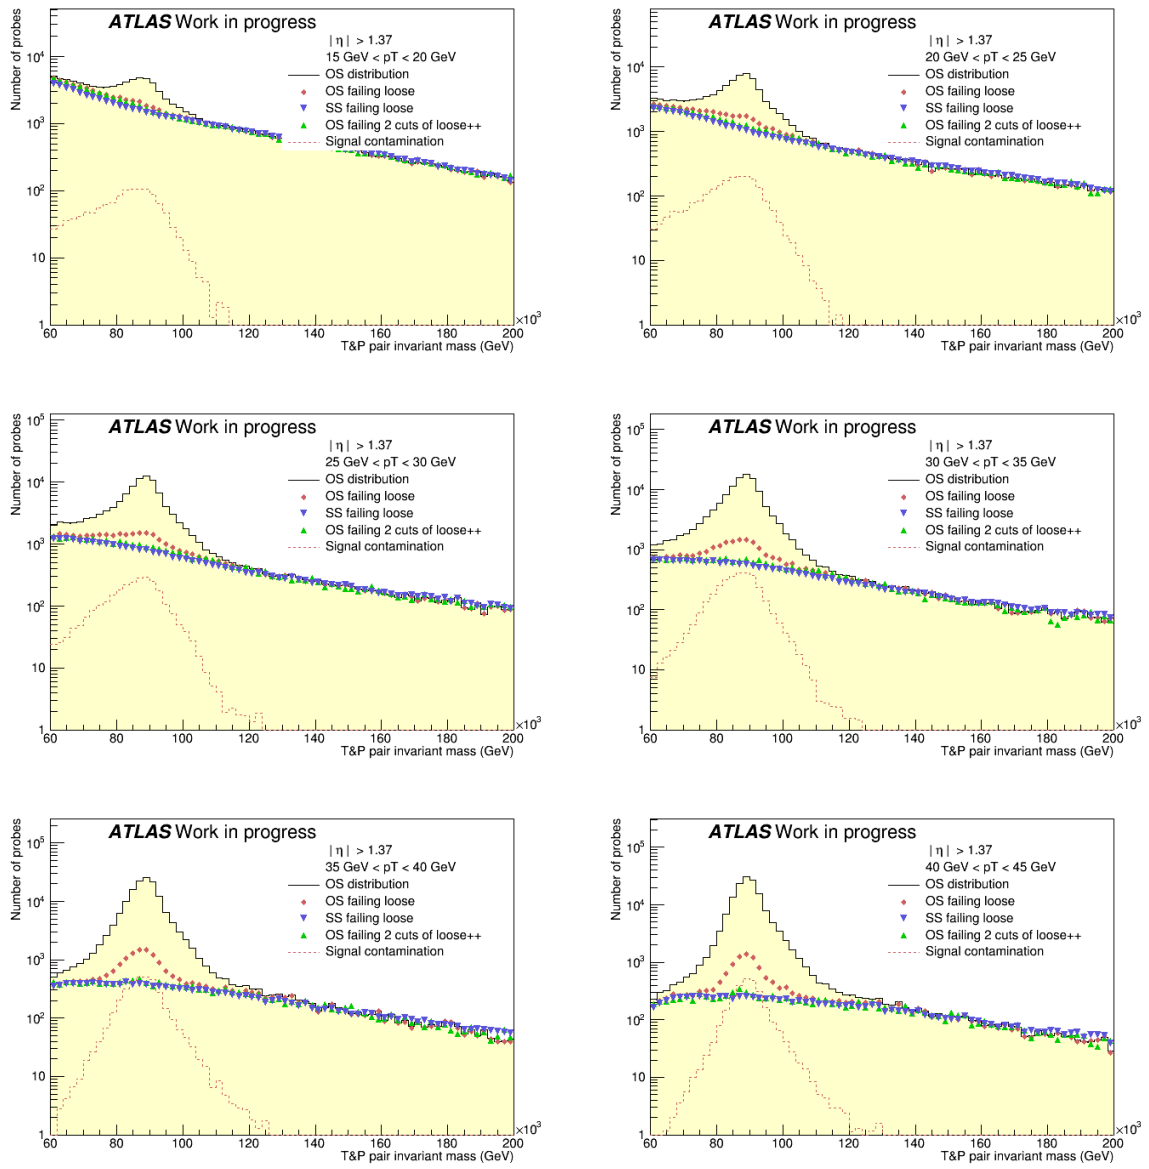 ATLAS Work in progress
Number of probes
|η| > 1.37
15 GeV < pT < 20 GeV
OS distribution
OS failing loose
SS failing loose
OS failing 2 cuts of loose++
Signal contamination
10⁴
10³
10²
10
1
60 80 100 120 140 160 180 200
×10³
T&P pair invariant mass (GeV)
ATLAS Work in progress
Number of probes
|η| > 1.37
20 GeV < pT < 25 GeV
OS distribution
OS failing loose
SS failing loose
OS failing 2 cuts of loose++
Signal contamination
10⁴
10³
10²
10
1
60 80 100 120 140 160 180 200
×10³
T&P pair invariant mass (GeV)
ATLAS Work in progress
Number of probes
|η| > 1.37
25 GeV < pT < 30 GeV
OS distribution
OS failing loose
SS failing loose
OS failing 2 cuts of loose++
Signal contamination
10⁵
10⁴
10³
10²
10
1
60 80 100 120 140 160 180 200
×10³
T&P pair invariant mass (GeV)
ATLAS Work in progress
Number of probes
|η| > 1.37
30 GeV < pT < 35 GeV
OS distribution
OS failing loose
SS failing loose
OS failing 2 cuts of loose++
Signal contamination
10⁵
10⁴
10³
10²
10
1
60 80 100 120 140 160 180 200
×10³
T&P pair invariant mass (GeV)
ATLAS Work in progress
Number of probes
|η| > 1.37
35 GeV < pT < 40 GeV
OS distribution
OS failing loose
SS failing loose
OS failing 2 cuts of loose++
Signal contamination
10⁵
10⁴
10³
10²
10
1
60 80 100 120 140 160 180 200
×10³
T&P pair invariant mass (GeV)
ATLAS Work in progress
Number of probes
|η| > 1.37
40 GeV < pT < 45 GeV
OS distribution
OS failing loose
SS failing loose
OS failing 2 cuts of loose++
Signal contamination
10⁵
10⁴
10³
10²
10
1
60 80 100 120 140 160 180 200
×10³
T&P pair invariant mass (GeV)